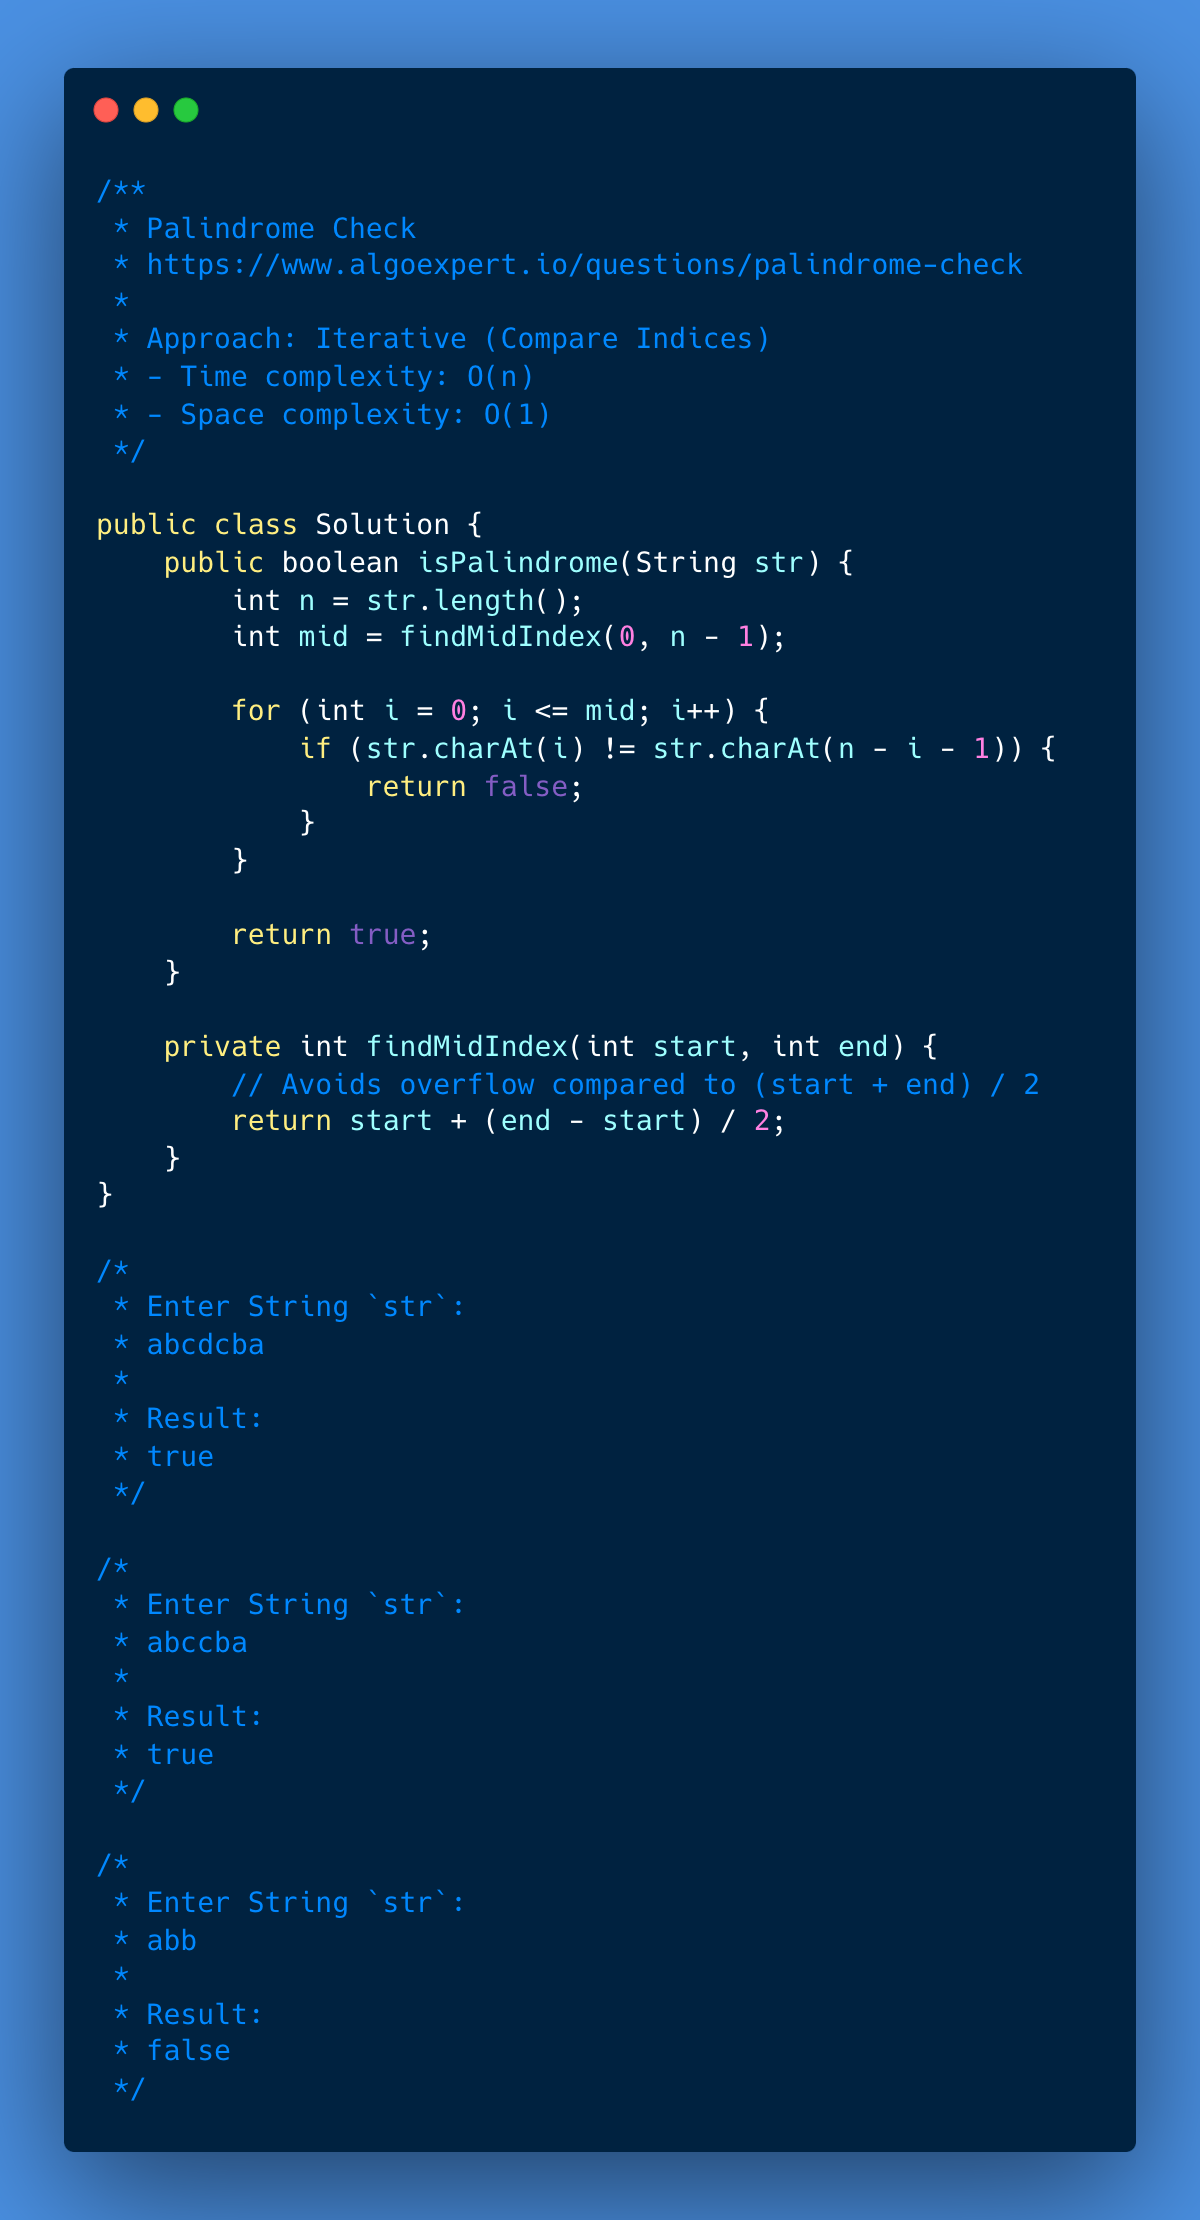 /**
 * Palindrome Check
 * https://www.algoexpert.io/questions/palindrome-check
 *
 * Approach: Iterative (Compare Indices)
 * - Time complexity: O(n)
 * - Space complexity: O(1)
 */

public class Solution {
    public boolean isPalindrome(String str) {
        int n = str.length();
        int mid = findMidIndex(0, n - 1);

        for (int i = 0; i <= mid; i++) {
            if (str.charAt(i) != str.charAt(n - i - 1)) {
                return false;
            }
        }

        return true;
    }

    private int findMidIndex(int start, int end) {
        // Avoids overflow compared to (start + end) / 2
        return start + (end - start) / 2;
    }
}

/*
 * Enter String `str`:
 * abcdcba
 *
 * Result:
 * true
 */

/*
 * Enter String `str`:
 * abccba
 *
 * Result:
 * true
 */

/*
 * Enter String `str`:
 * abb
 *
 * Result:
 * false
 */